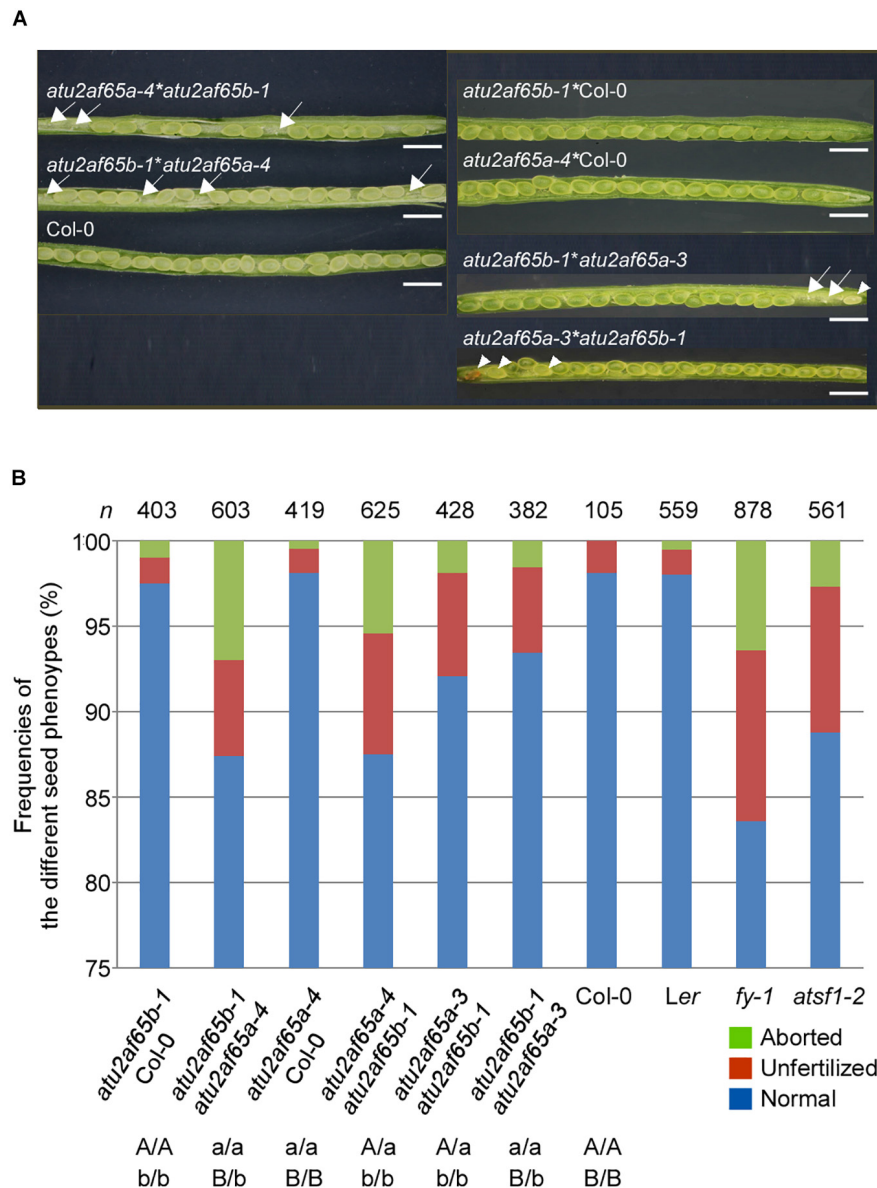 A
atu2af65a-4*atu2af65b-1
atu2af65b-1*atu2af65a-4
Col-0
atu2af65b-1*Col-0
atu2af65a-4*Col-0
atu2af65b-1*atu2af65a-3
atu2af65a-3*atu2af65b-1
B
n 403 603 419 625 428 382 105 559 878 561
Frequencies of
the different seed phenoypes (%)
100
95
90
85
80
75
atu2af65b-1
Col-0
atu2af65b-1
atu2af65a-4
atu2af65a-4
Col-0
atu2af65a-4
atu2af65b-1
atu2af65a-3
atu2af65b-1
atu2af65b-1
atu2af65a-3
Col-0
Ler
fy-1
atsf1-2
Aborted
Unfertilized
Normal
A/A a/a a/a A/a A/a a/a A/A
b/b B/b B/B b/b b/b B/b B/B